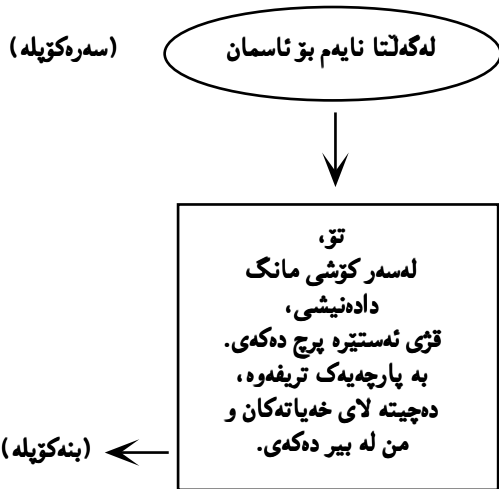 (سەرەکۆپلە)
لەگەڵتا نایەم بۆ ئاسمان
تۆ،
لەسەر کۆشی مانگ
دادەنیشی،
قژی ئەستێرە پرچ دەکەی.
بە پارچەیەک تریفەوە،
دەچیتە لای خەیاتەکان و
من لە بیر دەکەی.
(بنەکۆپلە)